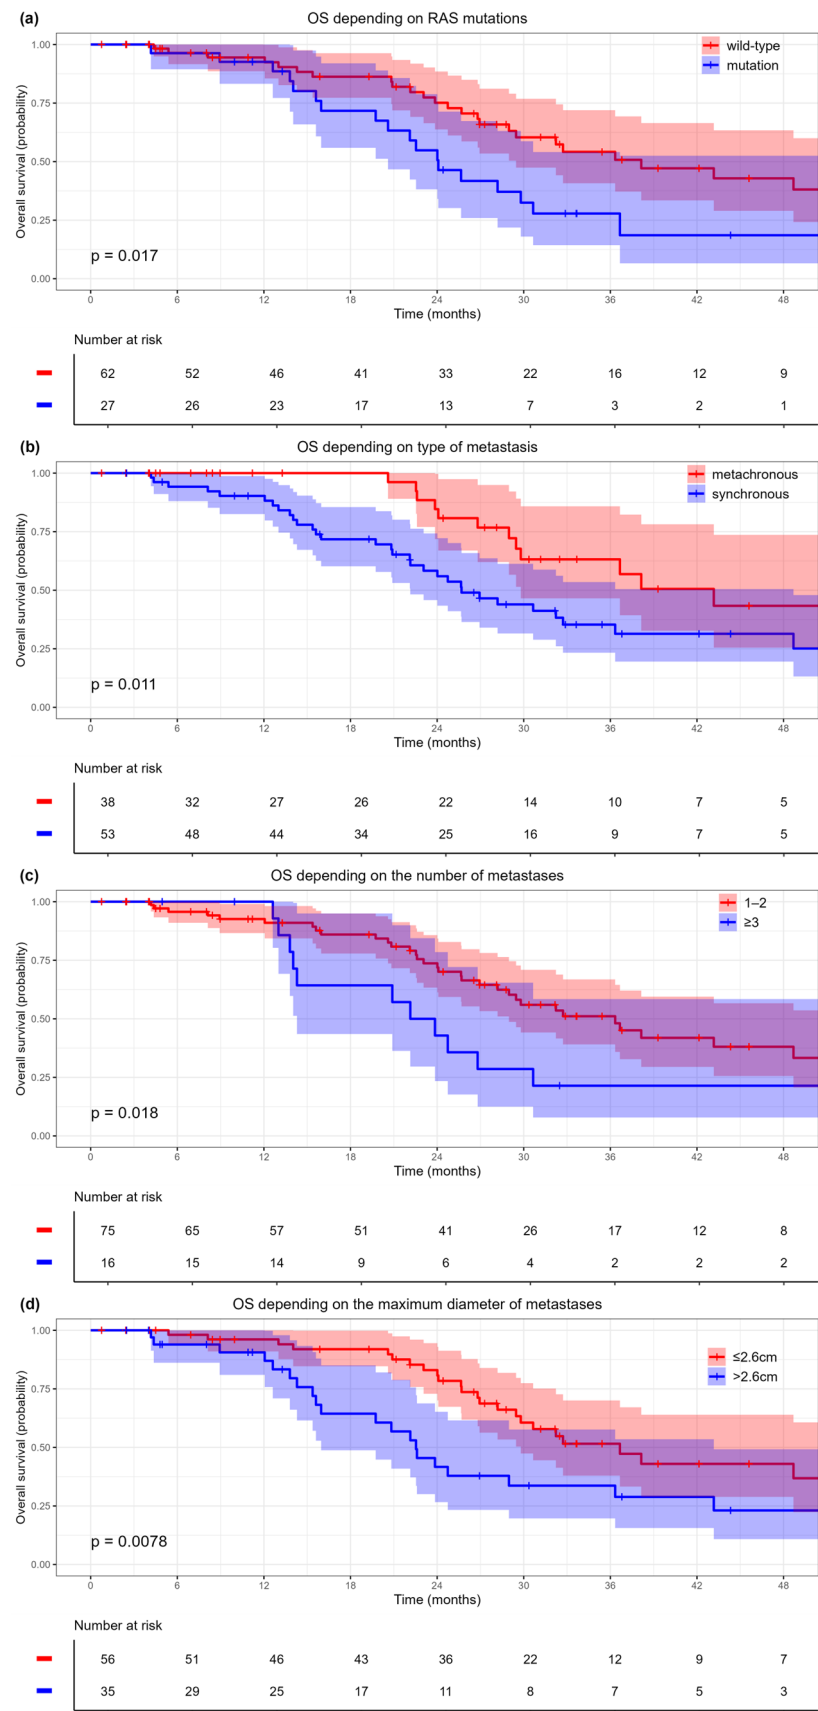 (a) OS depending on RAS mutations
1.00
0.75
0.50
0.25
0.00
Overall survival (probability)
wild-type
mutation
p = 0.017
0 6 12 18 24 30 36 42 48
Time (months)
Number at risk
62 52 46 41 33 22 16 12 9
27 26 23 17 13 7 3 2 1
(b) OS depending on type of metastasis
1.00
0.75
0.50
0.25
0.00
Overall survival (probability)
metachronous
synchronous
p = 0.011
0 6 12 18 24 30 36 42 48
Time (months)
Number at risk
38 32 27 26 22 14 10 7 5
53 48 44 34 25 16 9 7 5
(c) OS depending on the number of metastases
1.00
0.75
0.50
0.25
0.00
Overall survival (probability)
1–2
≥3
p = 0.018
0 6 12 18 24 30 36 42 48
Time (months)
Number at risk
75 65 57 51 41 26 17 12 8
16 15 14 9 6 4 2 2 2
(d) OS depending on the maximum diameter of metastases
1.00
0.75
0.50
0.25
0.00
Overall survival (probability)
≤2.6cm
>2.6cm
p = 0.0078
0 6 12 18 24 30 36 42 48
Time (months)
Number at risk
56 51 46 43 36 22 12 9 7
35 29 25 17 11 8 7 5 3